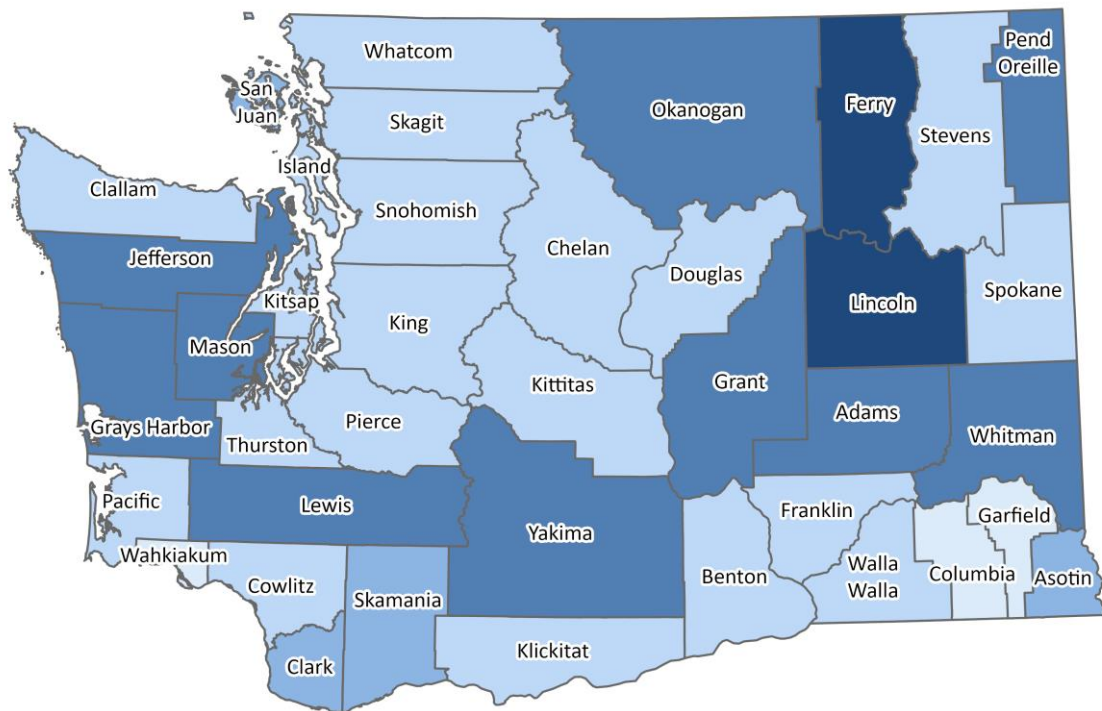 Whatcom
Pend
Oreille
San
Juan
Okanogan
Ferry
Skagit
Stevens
Island
Clallam
Snohomish
Chelan
Jefferson
Douglas
Kitsap
Lincoln
Spokane
King
Mason
Kittitas
Grant
Adams
Pierce
Grays Harbor
Whitman
Thurston
Pacific
Lewis
Franklin
Garfield
Yakima
Wahkiakum
Walla
Walla
Benton
Columbia
Asotin
Cowlitz
Skamania
Klickitat
Clark